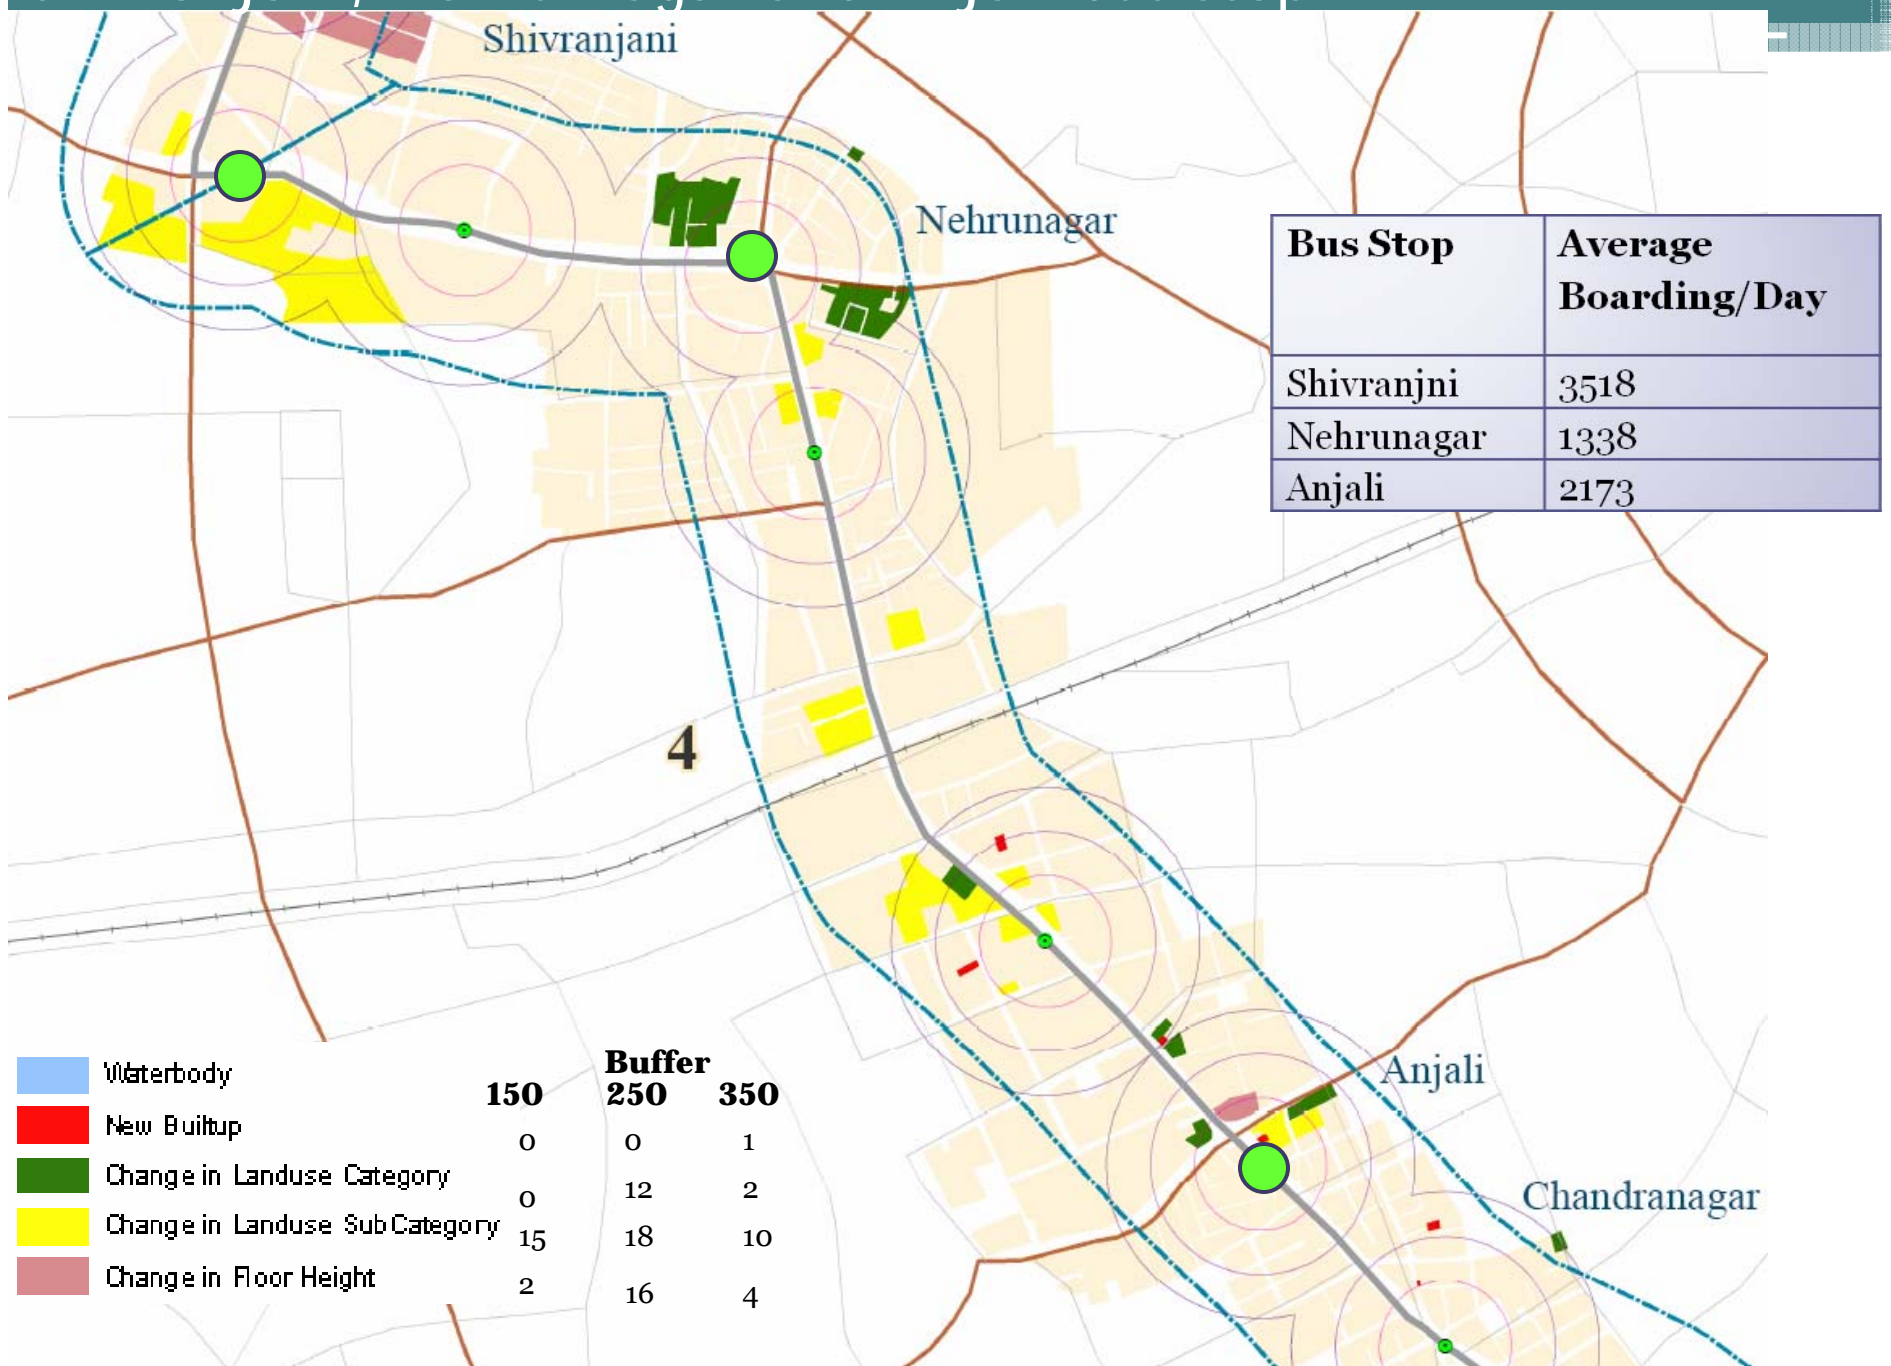 Shivranjani
Nehrunagar
Bus Stop Average Boarding/Day
Shivranjni 3518
Nehrunagar 1338
Anjali 2173
4
Anjali
Chandranagar
Buffer
150 250 350
Waterbody
New Builtup 0 0 1
Change in Landuse Category 0 12 2
Change in Landuse SubCategory 15 18 10
Change in Floor Height 2 16 4